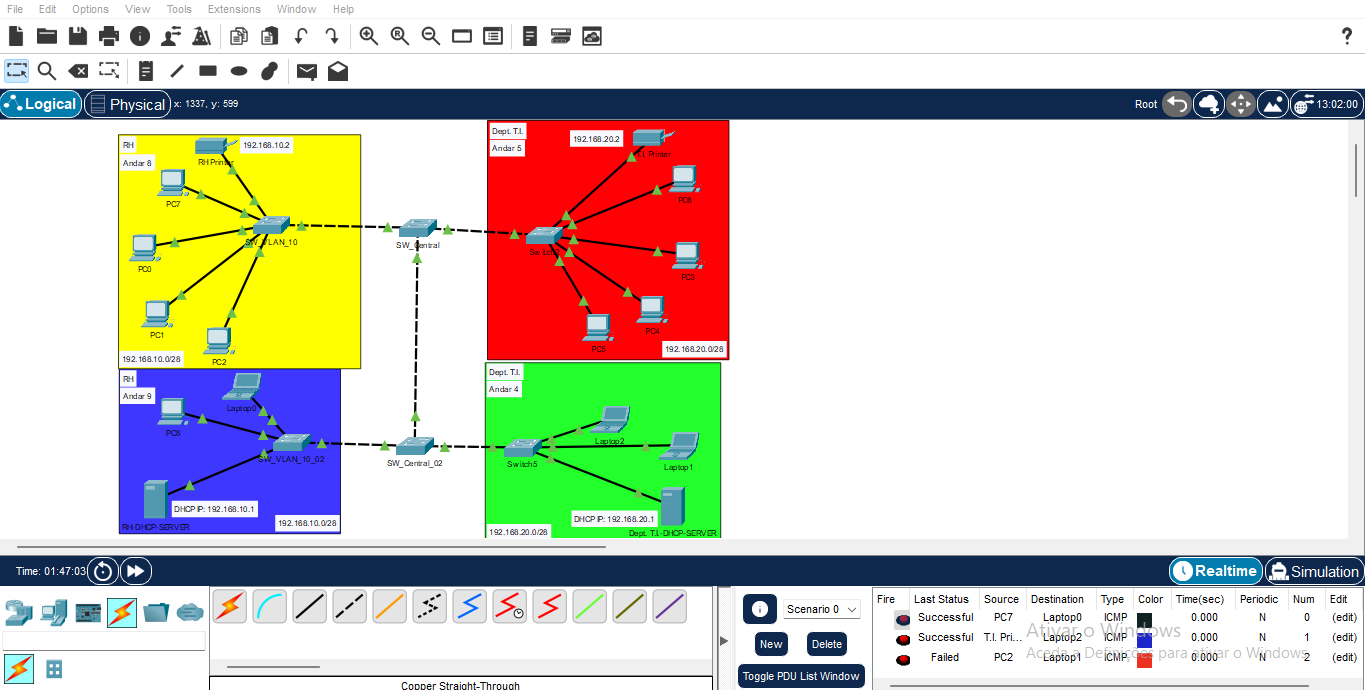 File Edit Options View Tools Extensions Window Help
Logical Physical x: 1337, y: 599 Root 13:02:00
RH
Andar 8
RH Printer
192.168.10.2
PC7
SW_VLAN_10
PC0
PC1
PC2
192.168.10.0/28
Dept. T.I.
Andar 5
192.168.20.2
T.I. Printer
PC6
PC3
PC4
PC5
192.168.20.0/28
SW_Central
RH
Andar 9
Laptop0
PC8
SW_VLAN_10_02
DHCP IP: 192.168.10.1
RH-DHCP-SERVER
192.168.10.0/28
SW_Central_02
Dept. T.I.
Andar 4
Laptop2
Laptop1
Switch5
DHCP IP: 192.168.20.1
192.168.20.0/28
Dept. T.I.-DHCP-SERVER
Time: 01:47:03 Realtime Simulation
Scenario 0
New Delete
Toggle PDU List Window
Fire Last Status Source Destination Type Color Time(sec) Periodic Num Edit
Successful PC7 Laptop0 ICMP 0.000 N 0 (edit)
Successful T.I. Pri... Laptop2 ICMP 0.000 N 1 (edit)
Failed PC2 Laptop1 ICMP 0.000 N 2 (edit)
Ativar o Windows
Aceda a Definições para ativar o Windows.
Copper Straight-Through